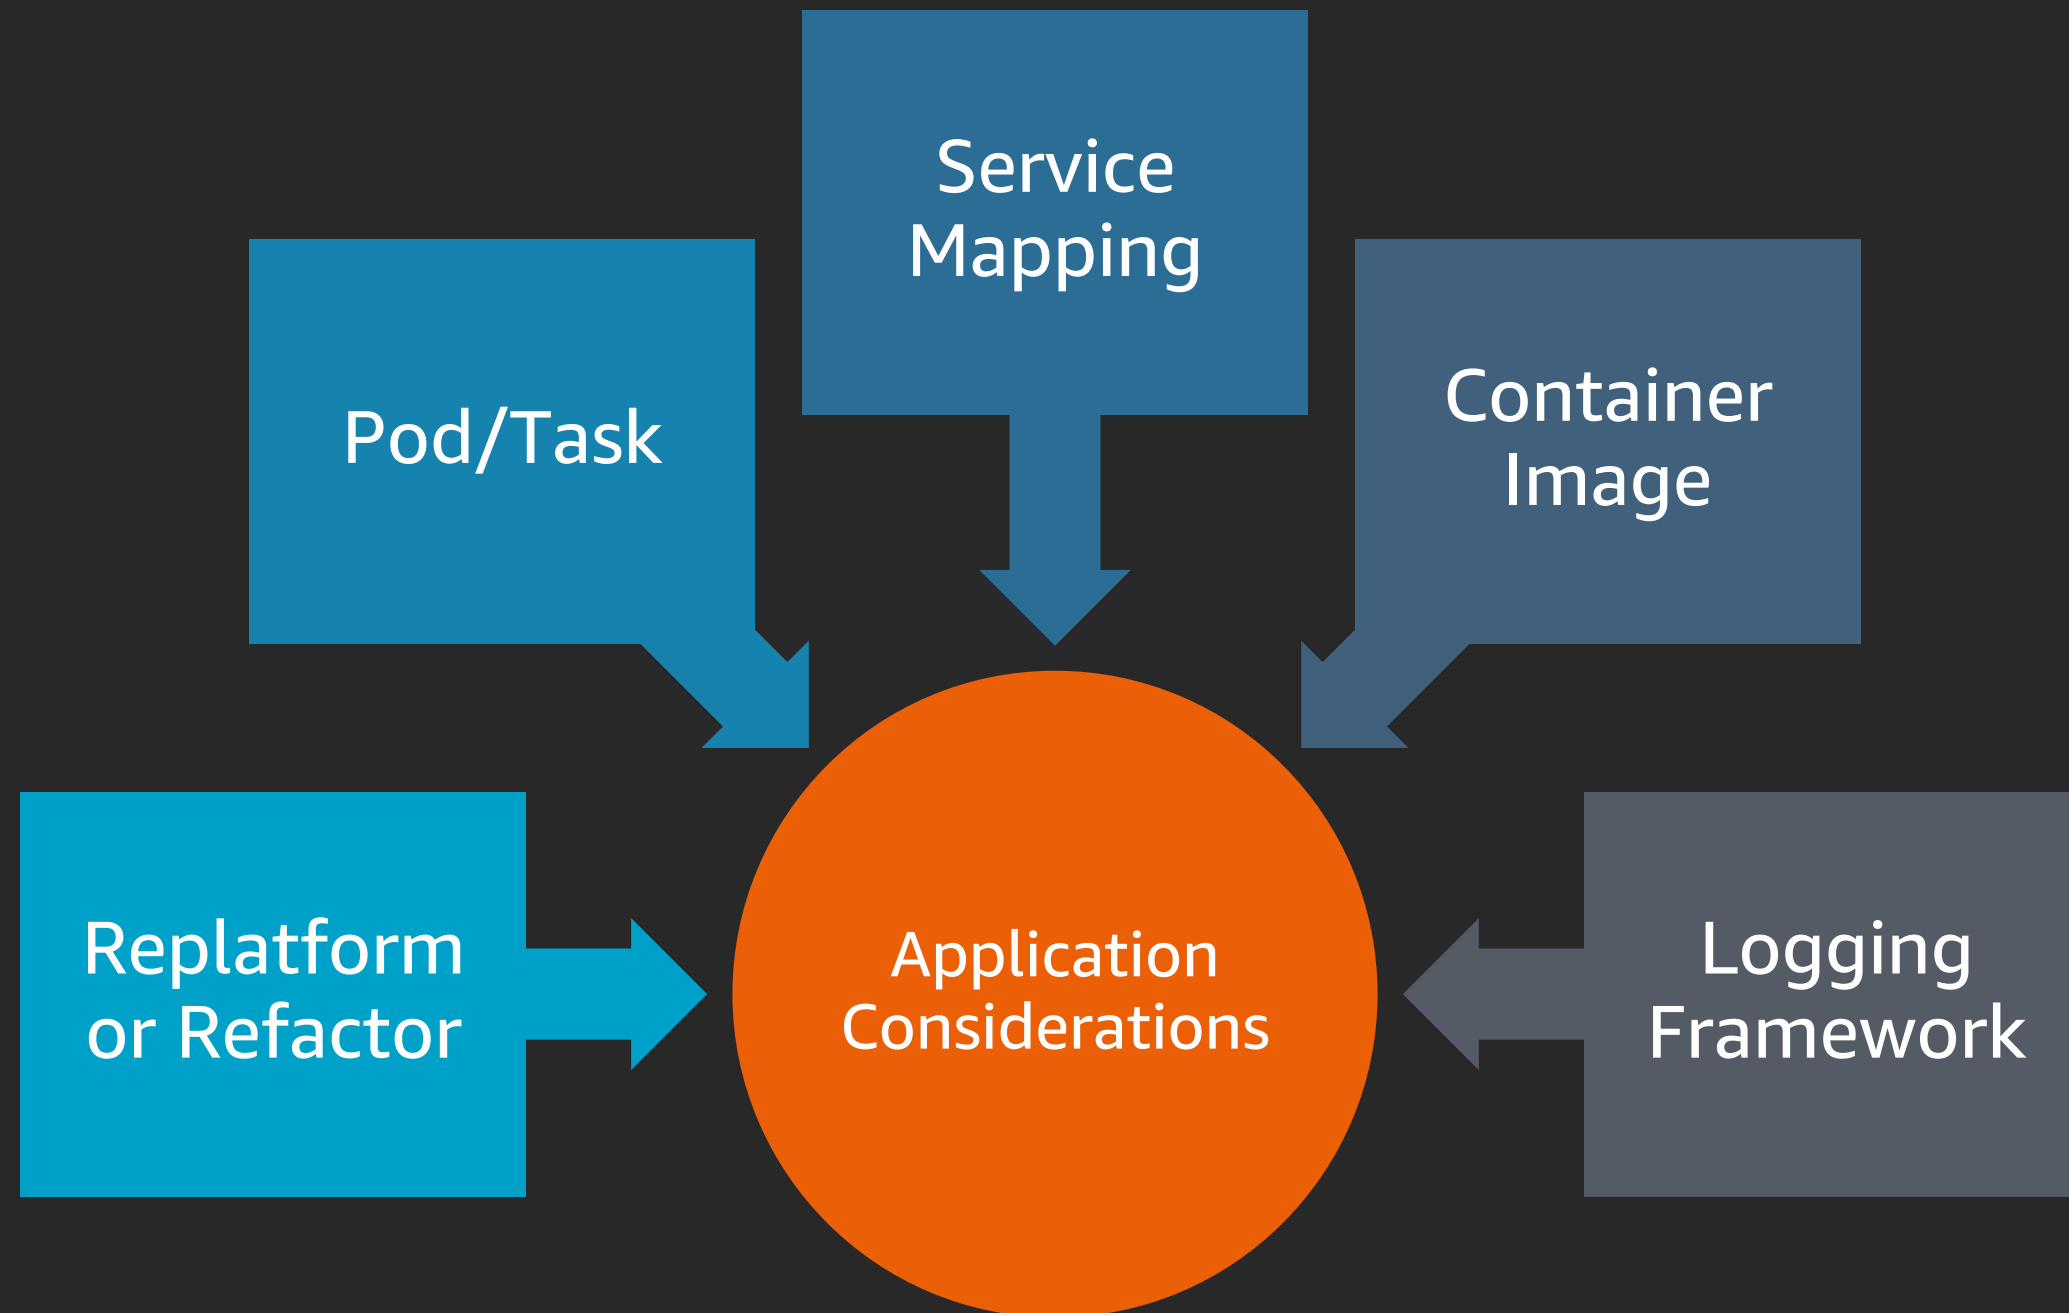 Service
Mapping
Pod/Task
Container
Image
Replatform
or Refactor
Application
Considerations
Logging
Framework